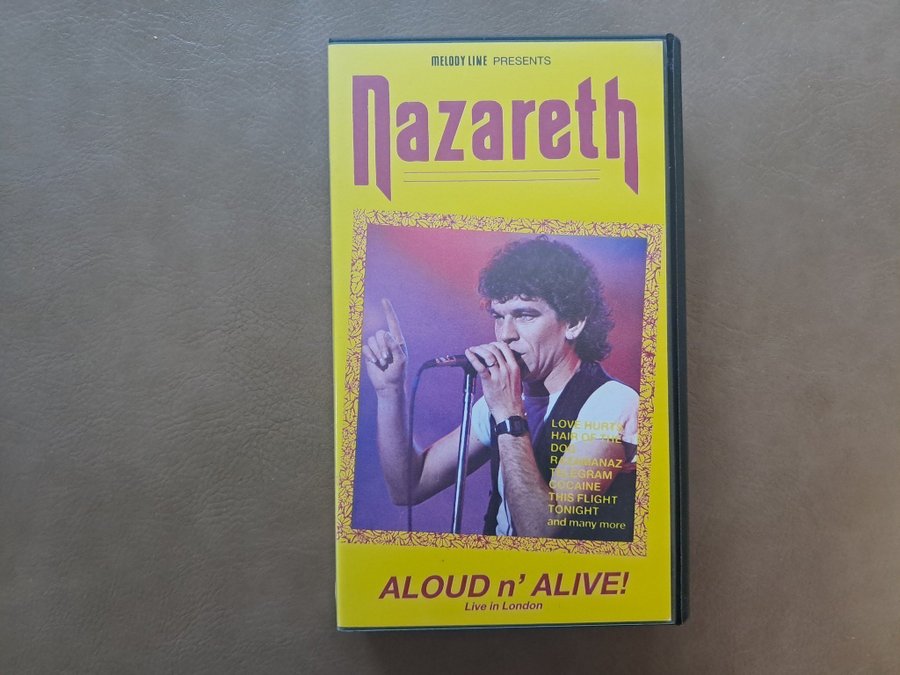 MELODY LINE PRESENTS
Nazareth
LOVE HURTS
HAIR OF THE
DOG
RAZAMANAZ
TELEGRAM
COCAINE
THIS FLIGHT
TONIGHT
and many more
ALOUD n' ALIVE!
Live in London